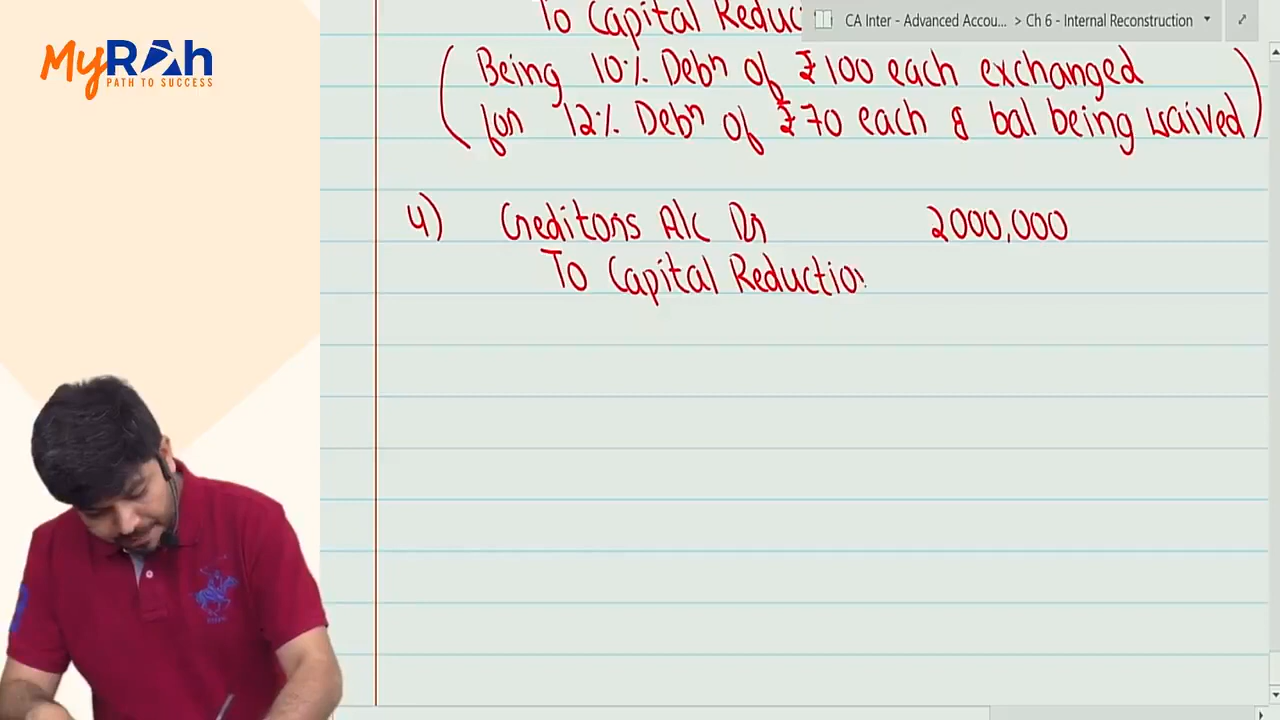 MyRAh
PATH TO SUCCESS
CA Inter - Advanced Accou... > Ch 6 - Internal Reconstruction
To Capital Reduc
(Being 10% Debn of ₹100 each exchanged
for 12% Debn of ₹70 each & bal being waived)
4) Creditors A/c Dr 2000,000
To Capital Reduction